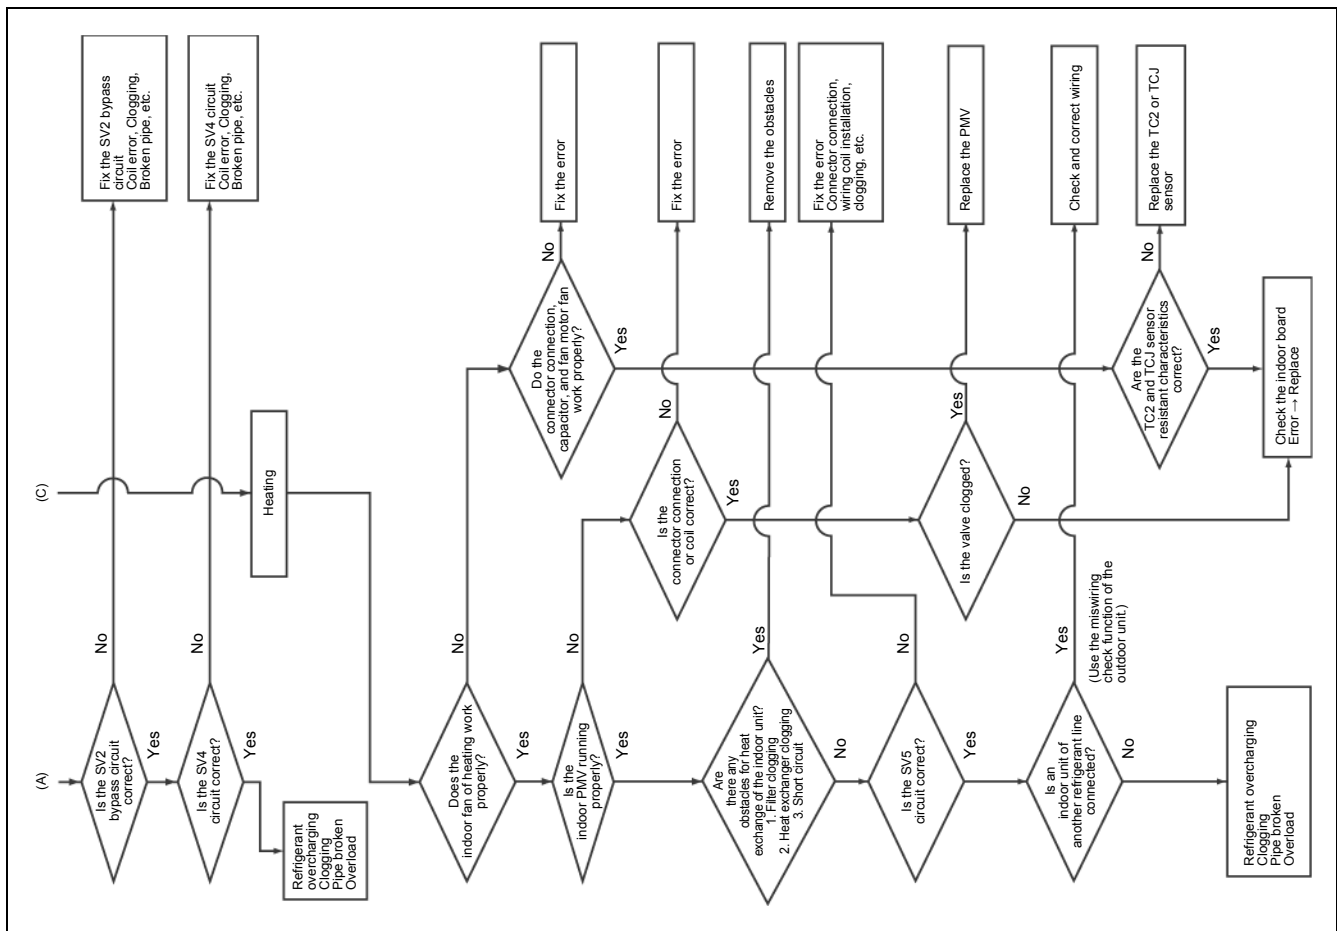 (A)
Is the SV2
bypass circuit
correct?
No
Fix the SV2 bypass
circuit
Coil error, Clogging,
Broken pipe, etc.
Yes
Is the SV4
circuit correct?
No
Fix the SV4 circuit
Coil error, Clogging,
Broken pipe, etc.
Yes
Refrigerant
overcharging
Clogging
Pipe broken
Overload
(C)
Heating
Does the
indoor fan of heating work
properly?
No
Do the
connector connection,
capacitor, and fan motor fan
work properly?
No
Fix the error
Yes
Yes
Is the
indoor PMV running
properly?
No
Is the
connector connection
or coil correct?
No
Fix the error
Yes
Yes
Are
there any
obstacles for heat
exchange of the indoor unit?
1. Filter clogging
2. Heat exchanger clogging
3. Short circuit
Yes
Remove the obstacles
No
Is the SV5
circuit correct?
No
Fix the error
Connector connection,
wiring coil installation,
clogging, etc.
Yes
Is the valve clogged?
Yes
Replace the PMV
No
Is an
indoor unit of
another refrigerant line
connected?
Yes
(Use the miswiring
check function of the
outdoor unit.)
Check and correct wiring
No
Are the
TC2 and TCJ sensor
resistant characteristics
correct?
No
Replace the TC2 or TCJ
sensor
Yes
Check the indoor board
Error → Replace
Refrigerant overcharging
Clogging
Pipe broken
Overload